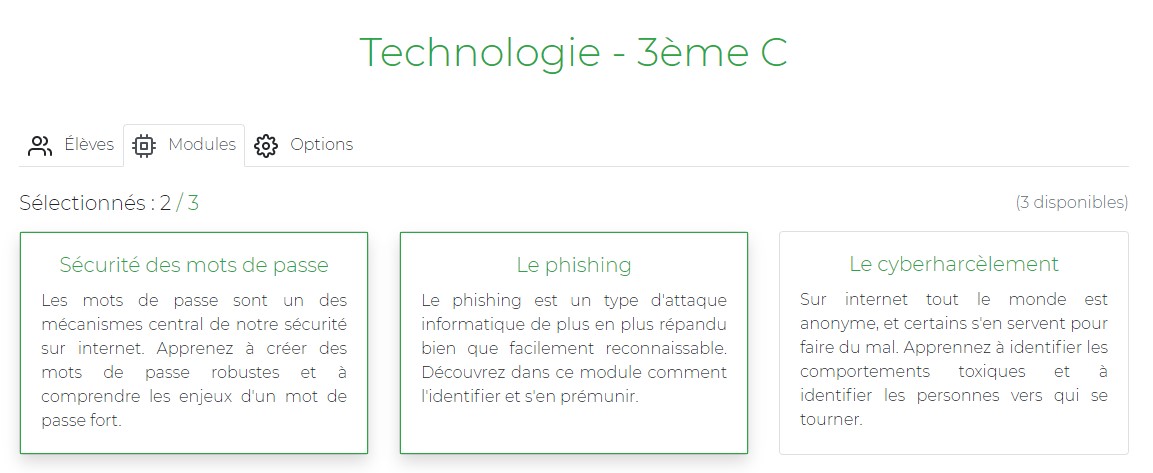 Technologie - 3ème C
Élèves Modules Options
Sélectionnés : 2 / 3 (3 disponibles)
Sécurité des mots de passe
Les mots de passe sont un des
mécanismes central de notre sécurité
sur internet. Apprenez à créer des
mots de passe robustes et à
comprendre les enjeux d'un mot de
passe fort.
Le phishing
Le phishing est un type d'attaque
informatique de plus en plus répandu
bien que facilement reconnaissable.
Découvrez dans ce module comment
l'identifier et s'en prémunir.
Le cyberharcèlement
Sur internet tout le monde est
anonyme, et certains s'en servent pour
faire du mal. Apprennez à identifier les
comportements toxiques et à
identifier les personnes vers qui se
tourner.